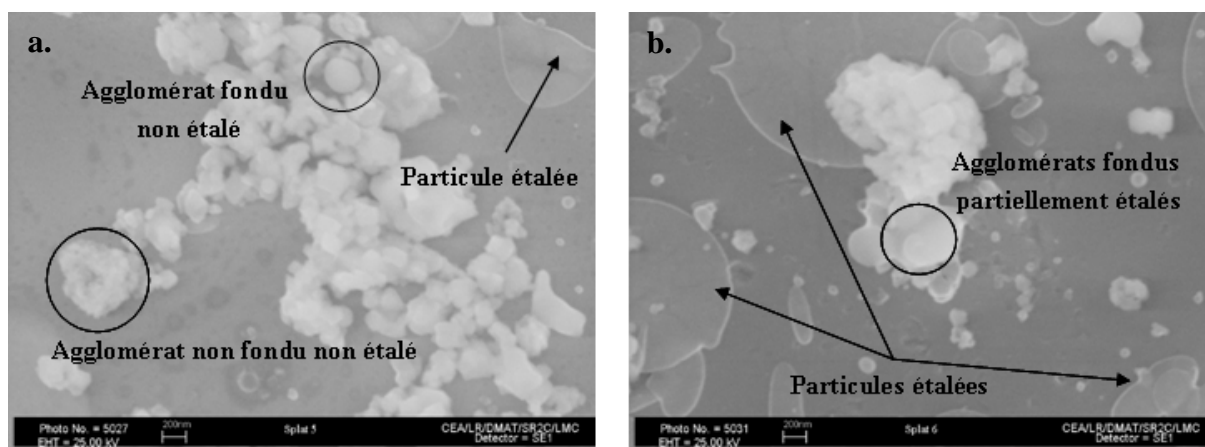 a.
Agglomérat fondu
non étalé
Particule étalée
Agglomérat non fondu non étalé
Photo No. = 5027
EHT = 25.00 kV
200nm
Splat 5
CEA/LR/DMAT/SR2C/LMC
Detector = SE1
b.
Agglomérats fondus
partiellement étalés
Particules étalées
Photo No. = 5031
EHT = 25.00 kV
200nm
Splat 6
CEA/LR/DMAT/SR2C/LMC
Detector = SE1